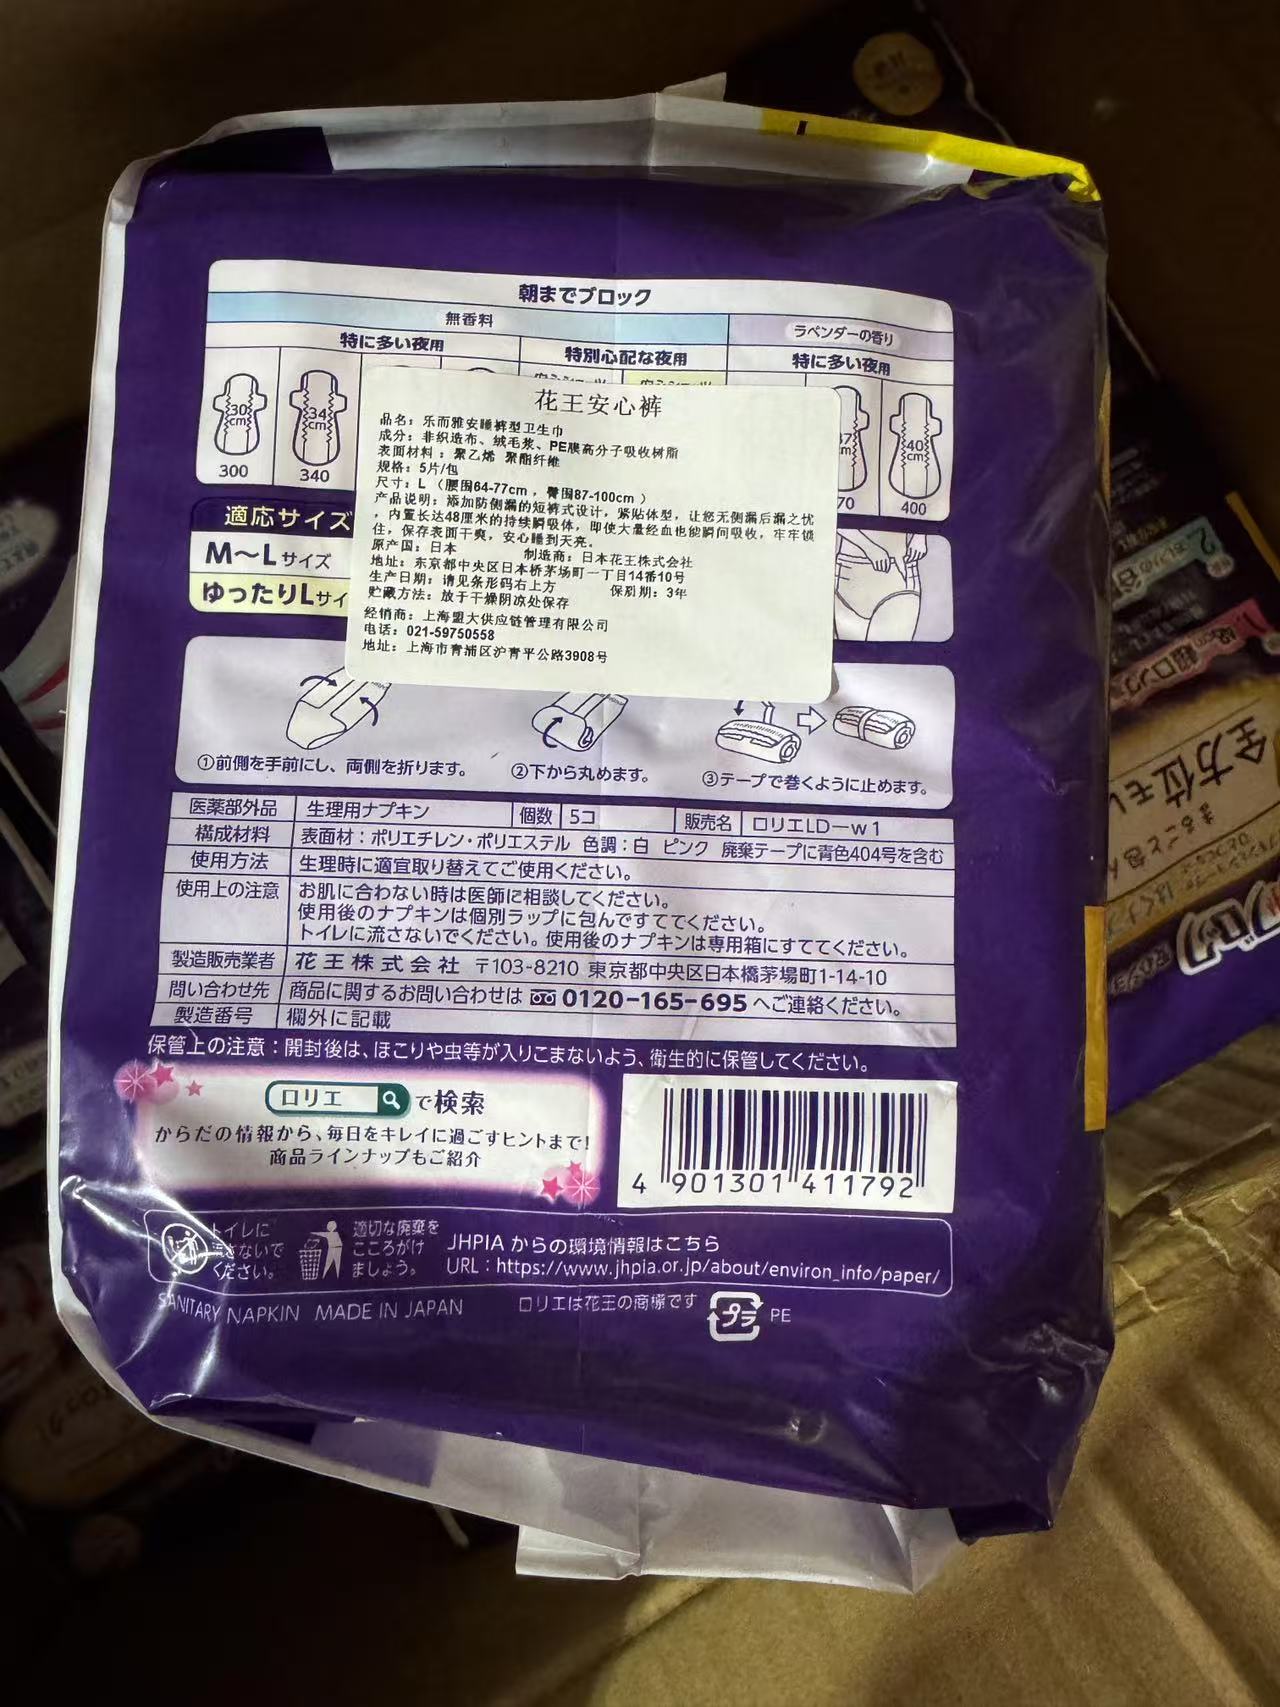 朝までブロック
無香料
ラベンダーの香り
特に多い夜用
特別心配な夜用
特に多い夜用
30cm
34cm
40cm
300
340
70
400
適応サイズ
M〜Lサイズ
ゆったりLサイ
花王安心裤
品名：乐而雅安睡裤型卫生巾
成分：非织造布、绒毛浆、PE膜高分子吸收树脂
表面材料：聚乙烯 聚酯纤维
规格：5片/包
尺寸：L（腰围64-77cm，臀围87-100cm）
产品说明：添加防侧漏的短裤式设计，紧贴体型，让您无侧漏后漏之忧
，内置长达48厘米的持续瞬吸体，即使大量经血也能瞬间吸收，牢牢锁
住，保存表面干爽，安心睡到天亮。
原产国：日本 制造商：日本花王株式会社
地址：东京都中央区日本桥茅场町一丁目14番10号
生产日期：请见条形码右上方 保质期：3年
贮藏方法：放于干燥阴凉处保存
经销商：上海盟大供应链管理有限公司
电话：021-59750558
地址：上海市青浦区沪青平公路3908号
①前側を手前にし、両側を折ります。
②下から丸めます。
③テープで巻くように止めます。
医薬部外品 生理用ナプキン 個数 5コ 販売名 ロリエLD－w1
構成材料 表面材：ポリエチレン・ポリエステル 色調：白 ピンク 廃棄テープに青色404号を含む
使用方法 生理時に適宜取り替えてご使用ください。
使用上の注意 お肌に合わない時は医師に相談してください。
使用後のナプキンは個別ラップに包んですててください。
トイレに流さないでください。使用後のナプキンは専用箱にすててください。
製造販売業者 花王株式会社 〒103-8210 東京都中央区日本橋茅場町1-14-10
問い合わせ先 商品に関するお問い合わせは 0120-165-695 へご連絡ください。
製造番号 欄外に記載
保管上の注意：開封後は、ほこりや虫等が入りこまないよう、衛生的に保管してください。
ロリエ で検索
からだの情報から、毎日をキレイに過ごすヒントまで！
商品ラインナップもご紹介
4 901301 411792
トイレに
流さないで
ください。
適切な廃棄を
こころがけ
ましょう。
JHPIA からの環境情報はこちら
URL：https://www.jhpia.or.jp/about/environ_info/paper/
SANITARY NAPKIN MADE IN JAPAN
ロリエは花王の商標です
プラ PE
全方位モレ
まるごと包ん
超ロング